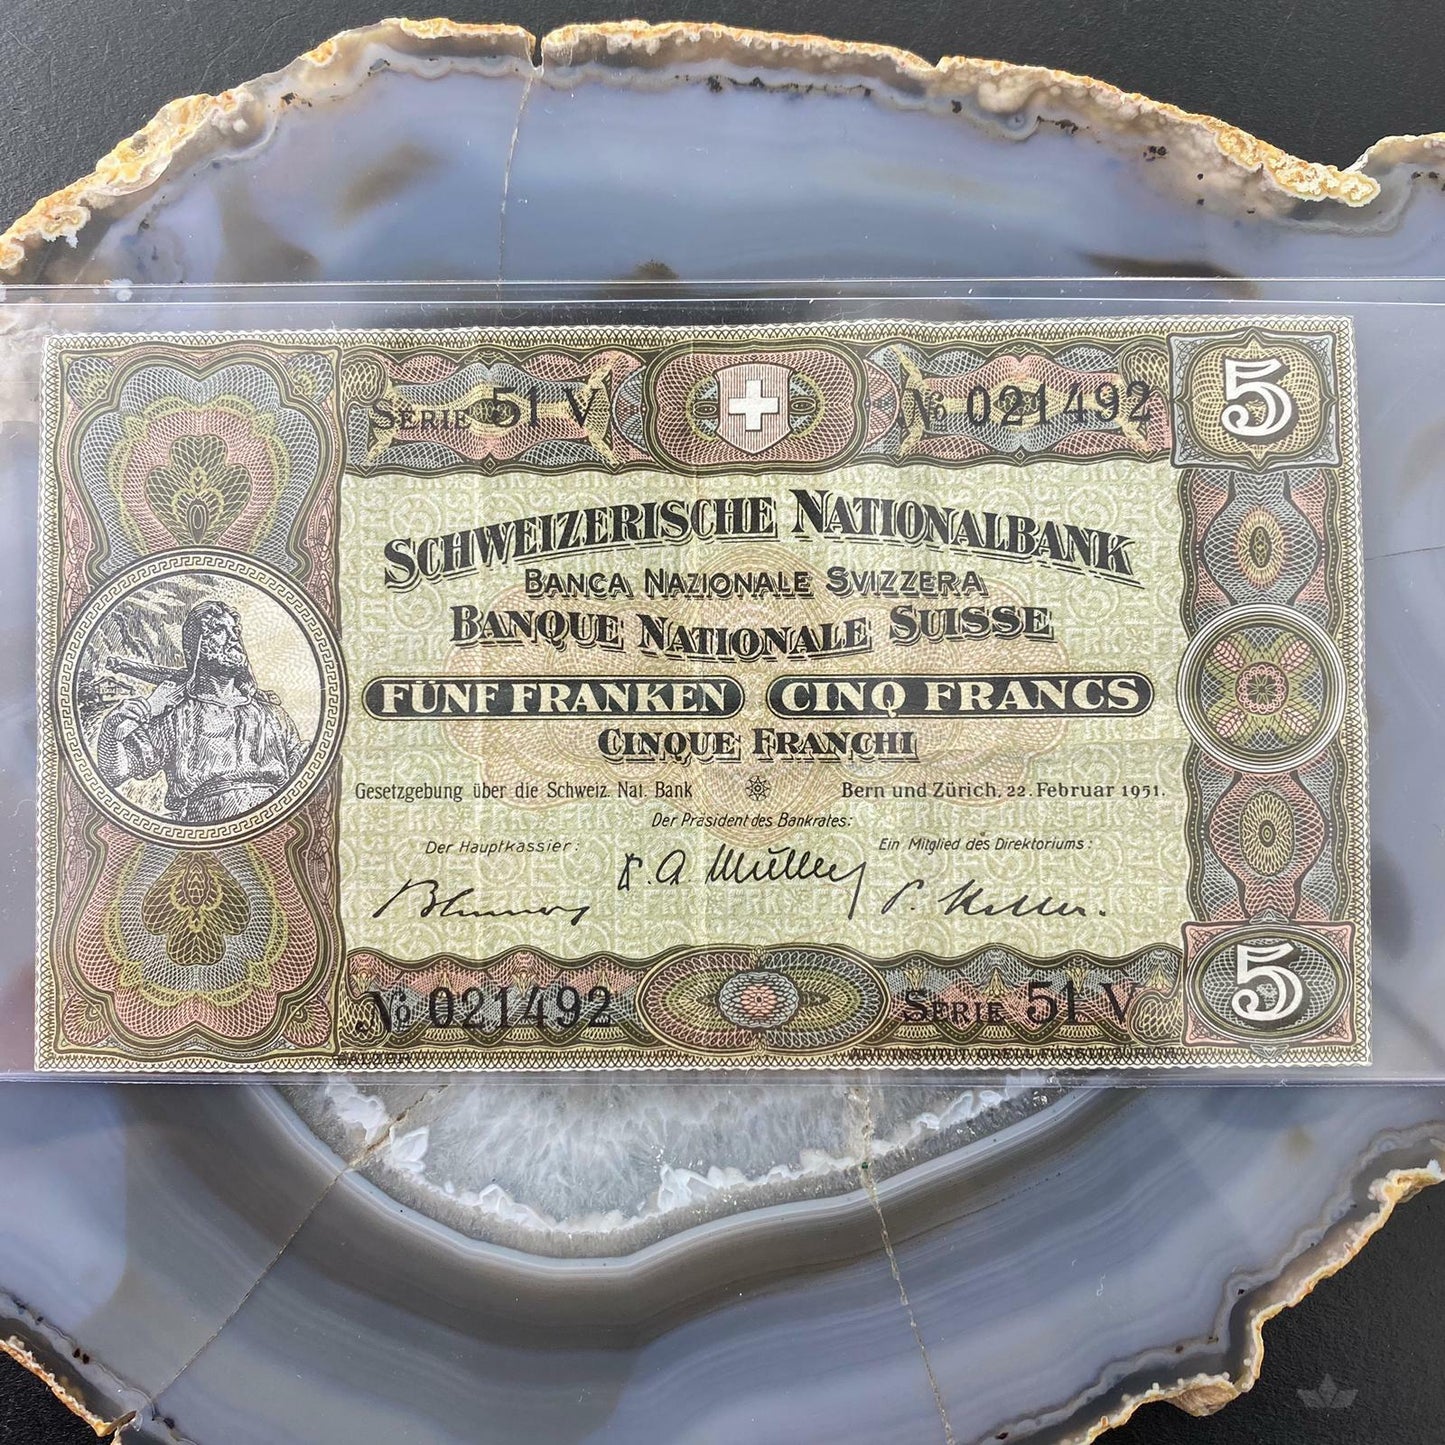 SERIE 51 V
№ 021492
5
SCHWEIZERISCHE NATIONALBANK
BANCA NAZIONALE SVIZZERA
BANQUE NATIONALE SUISSE
FÜNF FRANKEN CINQ FRANCS
CINQUE FRANCHI
Gesetzgebung über die Schweiz. Nat. Bank
Bern und Zürich, 22. Februar 1951.
Der Präsident des Bankrates:
Der Hauptkassier:
Ein Mitglied des Direktoriums:
№ 021492
SERIE 51 V
5